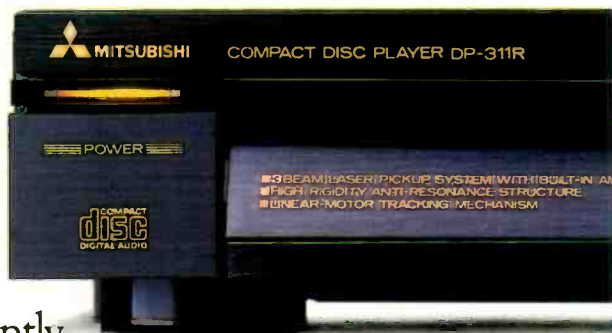 MITSUBISHI COMPACT DISC PLAYER DP-311R
POWER
■3 BEAM LASER PICKUP SYSTEM WITH BUILT-IN
■HIGH RIGIDITY ANTI-RESONANCE STRUCTURE
■LINEAR-MOTOR TRACKING MECHANISM
COMPACT
disc
DIGITAL AUDIO